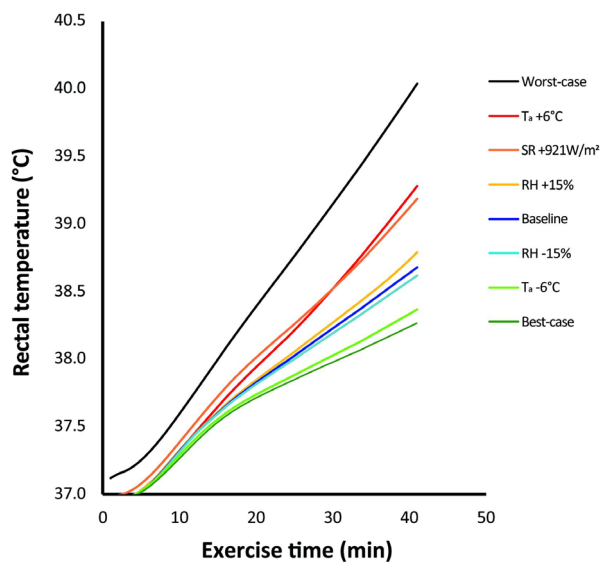 40.5
40.0
39.5
39.0
38.5
38.0
37.5
37.0
Rectal temperature (°C)
0
10
20
30
40
50
Exercise time (min)
Worst-case
Tₐ +6°C
SR +921W/m²
RH +15%
Baseline
RH -15%
Tₐ -6°C
Best-case